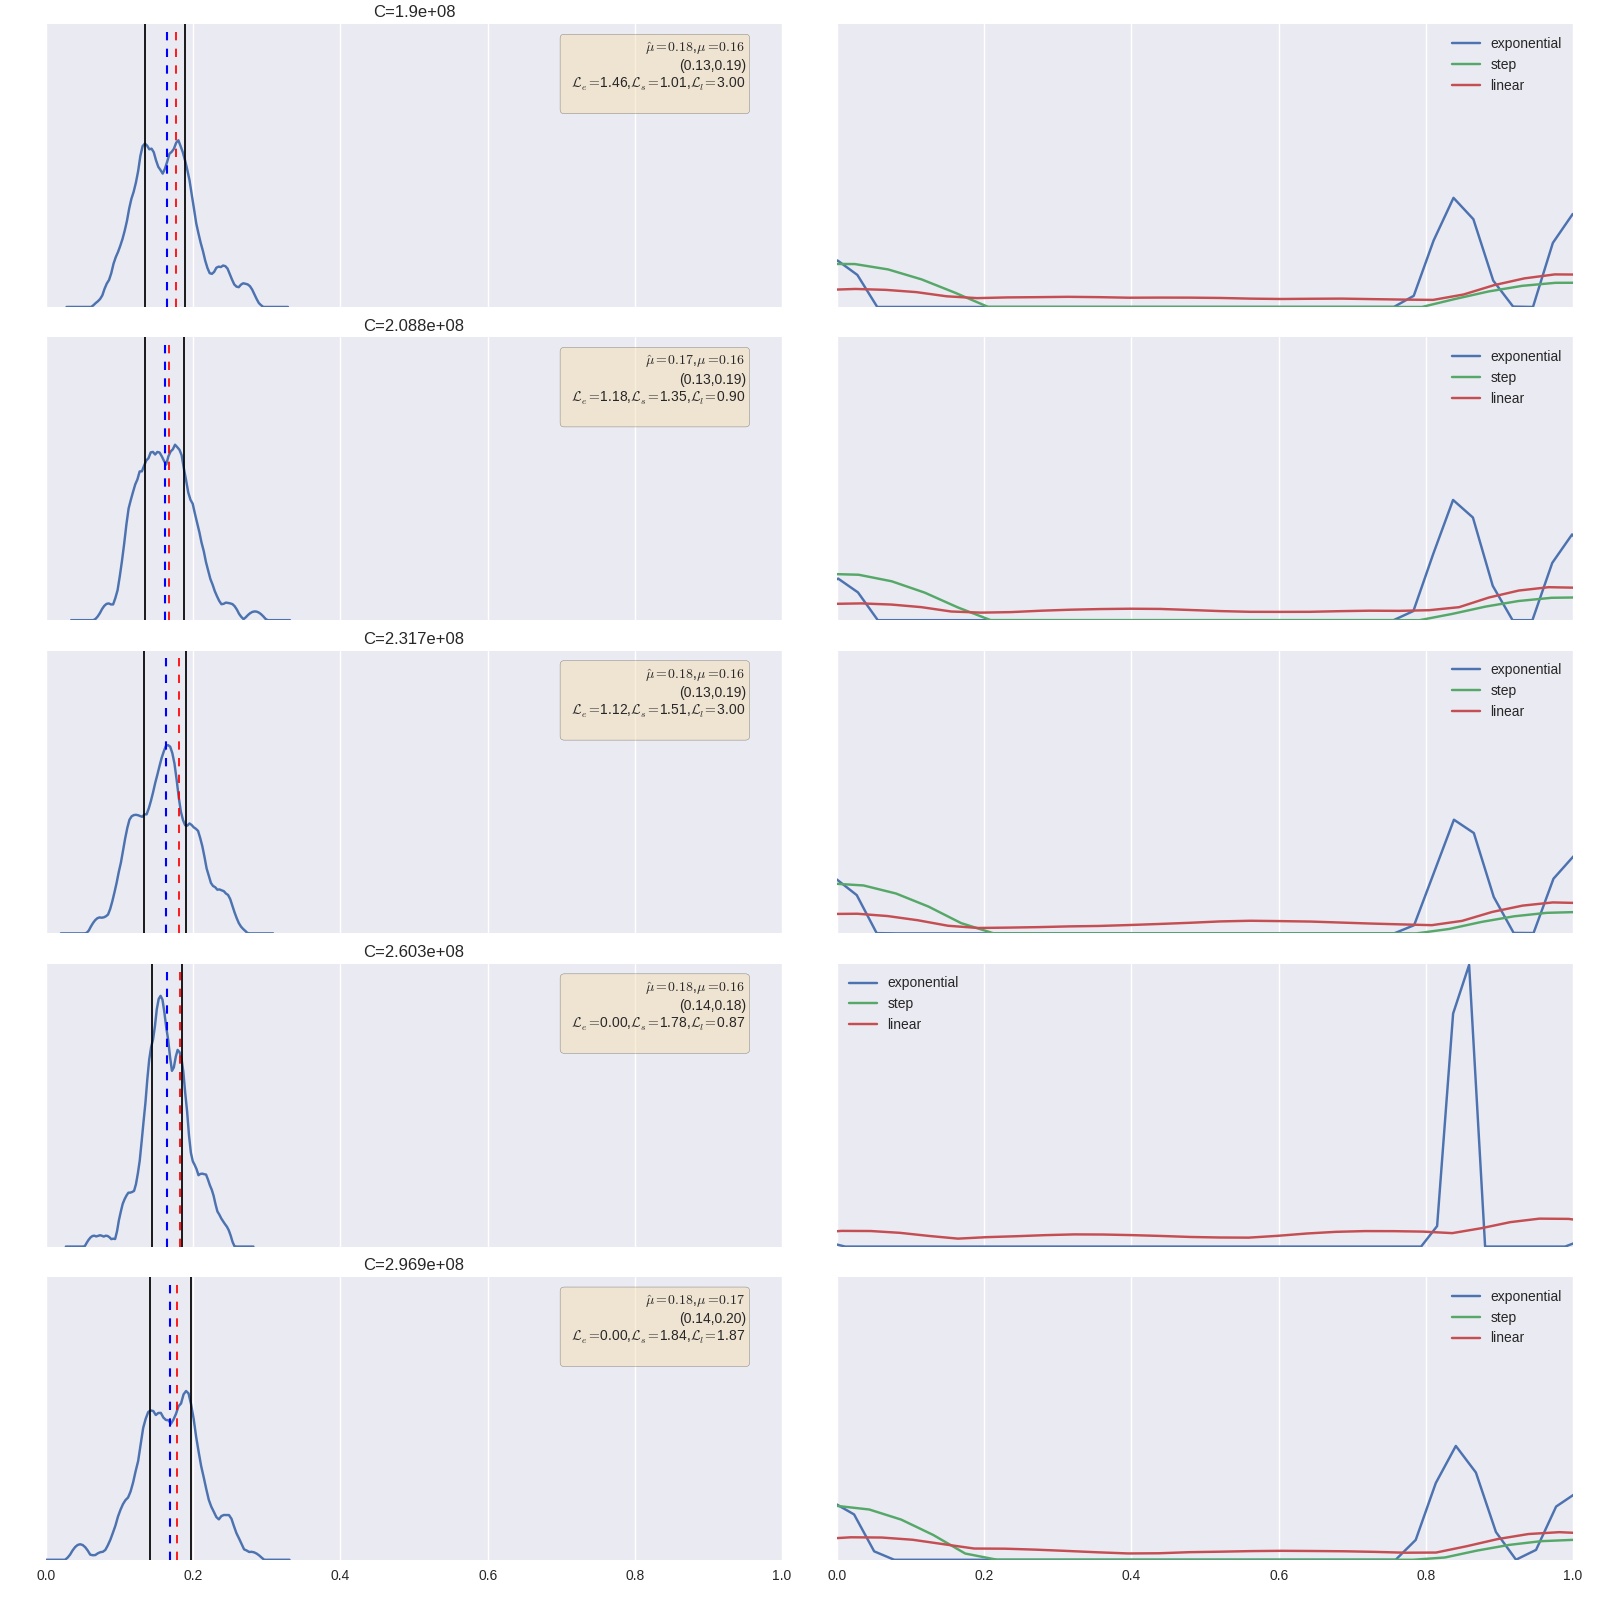 C=1.9e+08
μ̂=0.18,μ=0.16
(0.13,0.19)
ℒₑ=1.46,ℒₛ=1.01,ℒₗ=3.00
exponential
step
linear
C=2.088e+08
μ̂=0.17,μ=0.16
(0.13,0.19)
ℒₑ=1.18,ℒₛ=1.35,ℒₗ=0.90
exponential
step
linear
C=2.317e+08
μ̂=0.18,μ=0.16
(0.13,0.19)
ℒₑ=1.12,ℒₛ=1.51,ℒₗ=3.00
exponential
step
linear
C=2.603e+08
μ̂=0.18,μ=0.16
(0.14,0.18)
ℒₑ=0.00,ℒₛ=1.78,ℒₗ=0.87
exponential
step
linear
C=2.969e+08
μ̂=0.18,μ=0.17
(0.14,0.20)
ℒₑ=0.00,ℒₛ=1.84,ℒₗ=1.87
exponential
step
linear
0.0 0.2 0.4 0.6 0.8 1.0
0.0 0.2 0.4 0.6 0.8 1.0